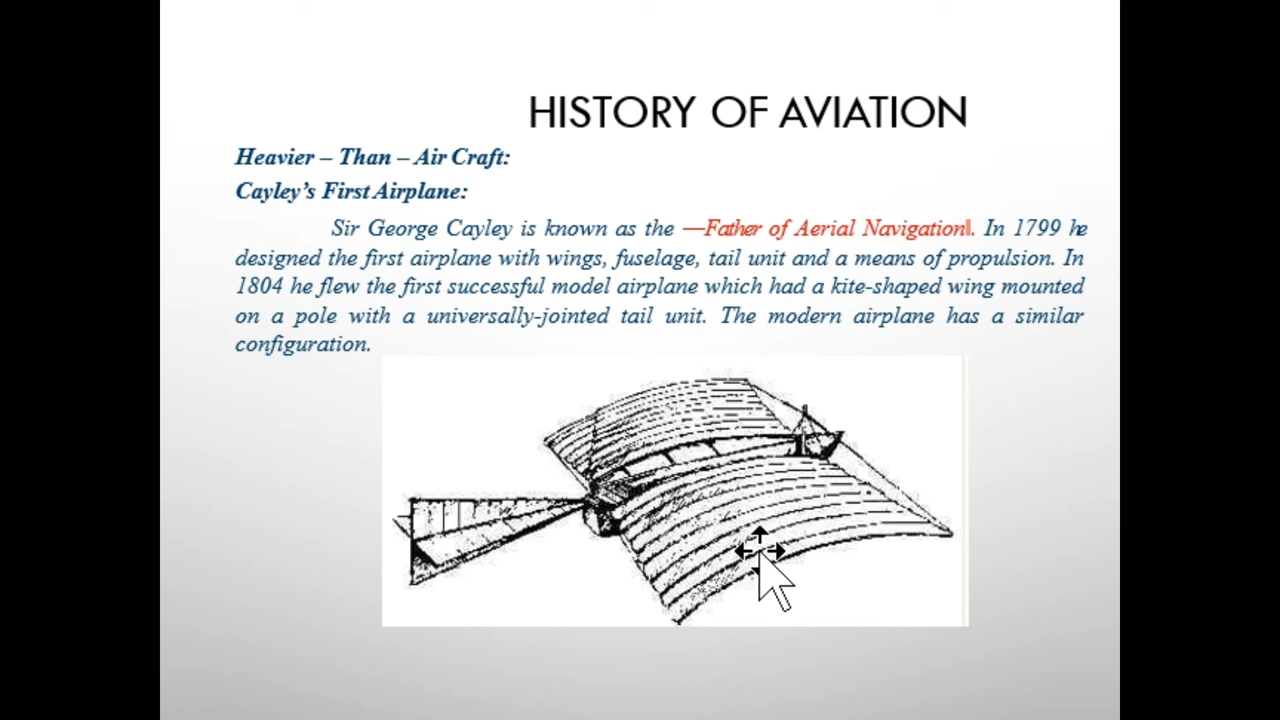 HISTORY OF AVIATION
Heavier – Than – Air Craft:
Cayley's First Airplane:
Sir George Cayley is known as the ―Father of Aerial Navigation‖. In 1799 he
designed the first airplane with wings, fuselage, tail unit and a means of propulsion. In
1804 he flew the first successful model airplane which had a kite-shaped wing mounted
on a pole with a universally-jointed tail unit. The modern airplane has a similar
configuration.